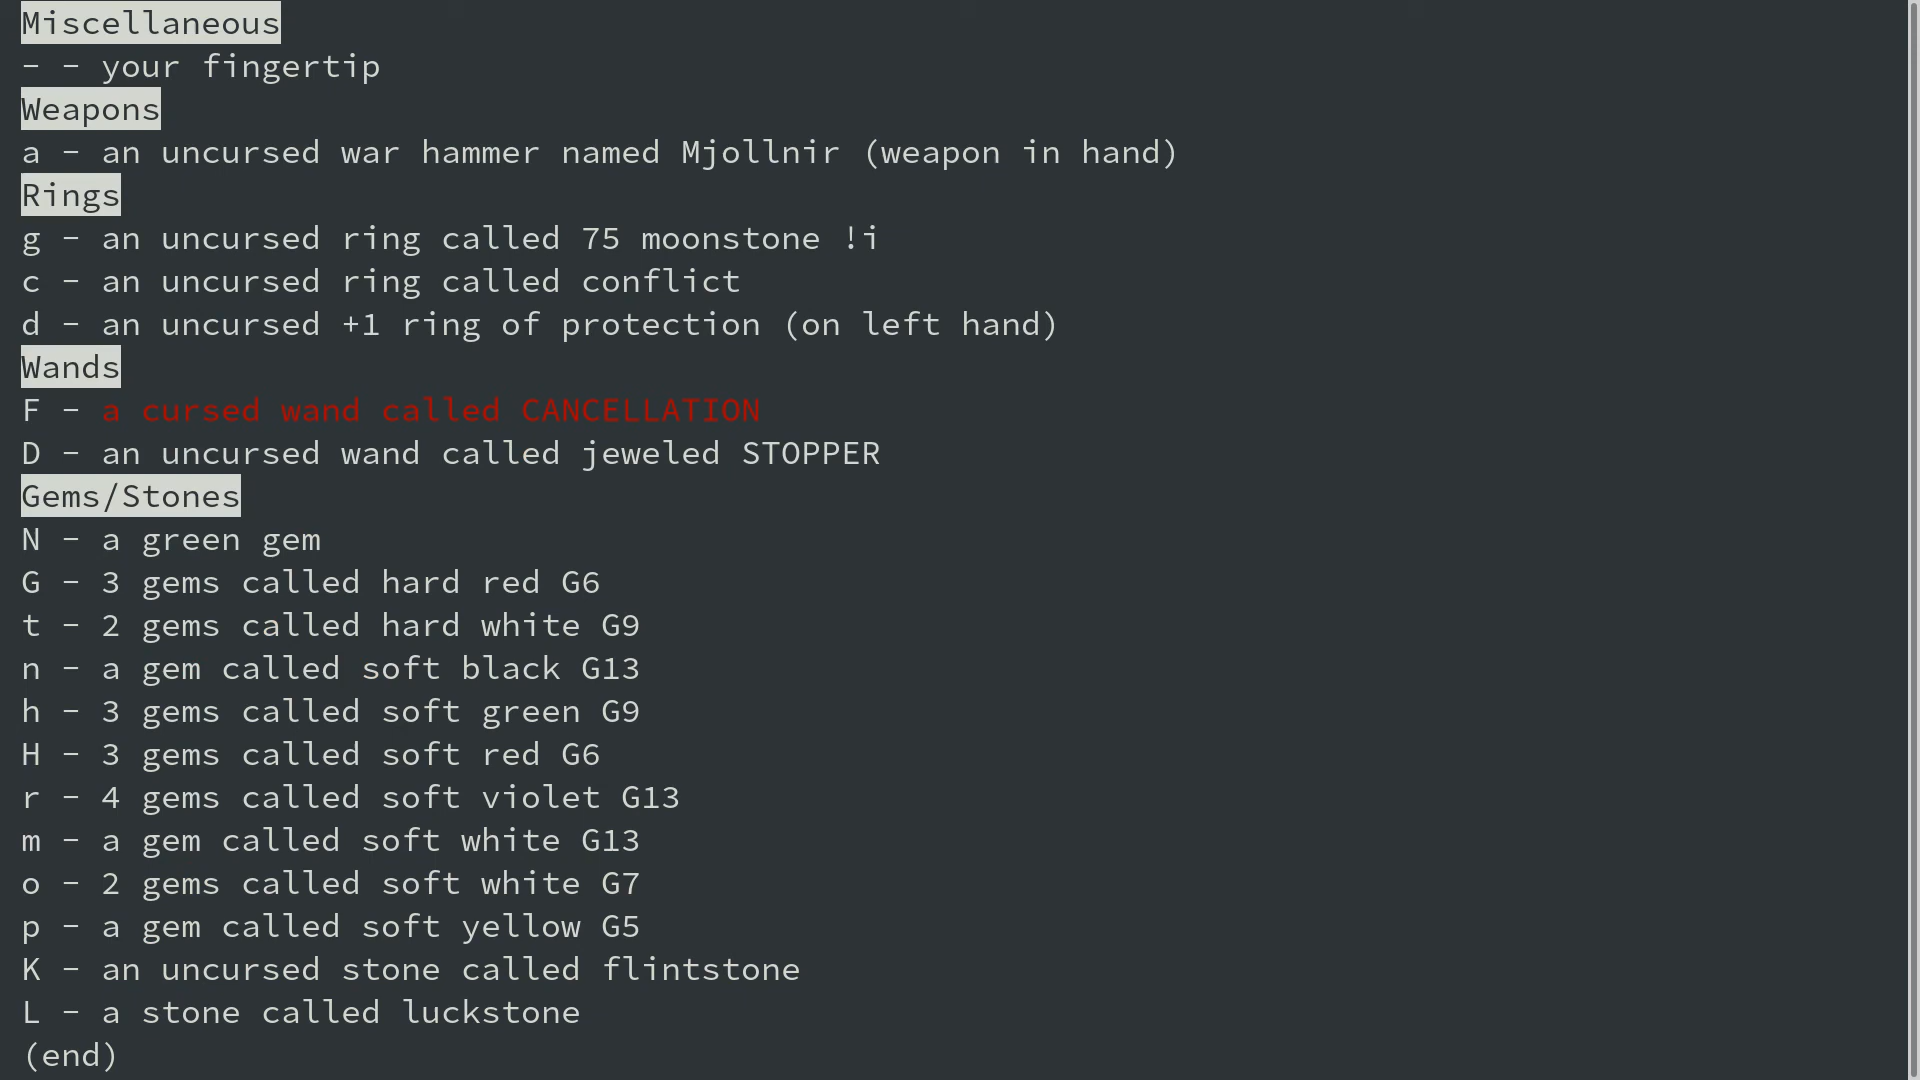 Miscellaneous
- - your fingertip
Weapons
a - an uncursed war hammer named Mjollnir (weapon in hand)
Rings
g - an uncursed ring called 75 moonstone !i
c - an uncursed ring called conflict
d - an uncursed +1 ring of protection (on left hand)
Wands
F - a cursed wand called CANCELLATION
D - an uncursed wand called jeweled STOPPER
Gems/Stones
N - a green gem
G - 3 gems called hard red G6
t - 2 gems called hard white G9
n - a gem called soft black G13
h - 3 gems called soft green G9
H - 3 gems called soft red G6
r - 4 gems called soft violet G13
m - a gem called soft white G13
o - 2 gems called soft white G7
p - a gem called soft yellow G5
K - an uncursed stone called flintstone
L - a stone called luckstone
(end)